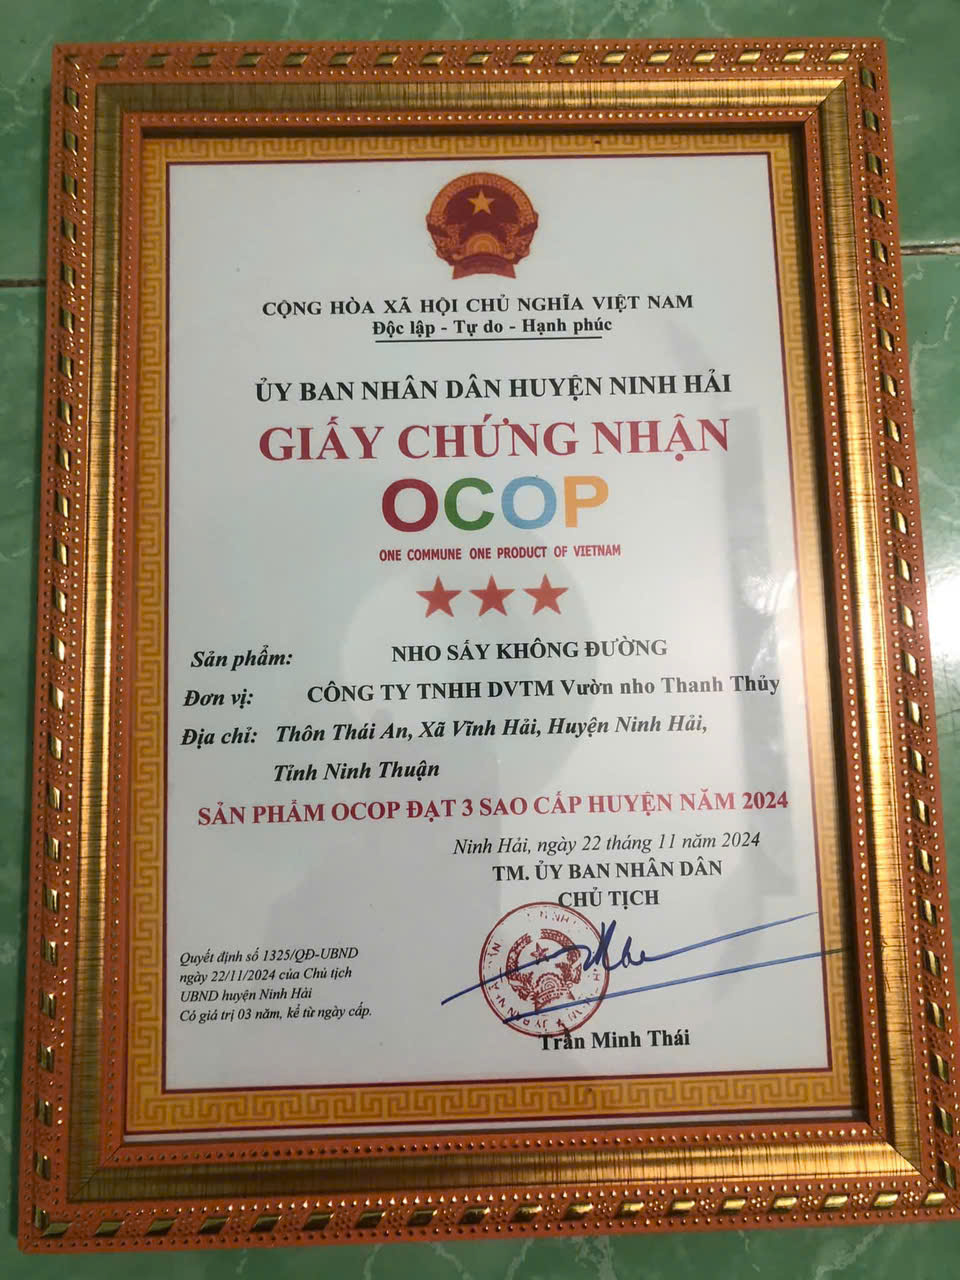 CỘNG HÒA XÃ HỘI CHỦ NGHĨA VIỆT NAM
Độc lập - Tự do - Hạnh phúc
ỦY BAN NHÂN DÂN HUYỆN NINH HẢI
GIẤY CHỨNG NHẬN
OCOP
ONE COMMUNE ONE PRODUCT OF VIETNAM
Sản phẩm: NHO SẤY KHÔNG ĐƯỜNG
Đơn vị: CÔNG TY TNHH DVTM Vườn nho Thanh Thủy
Địa chỉ: Thôn Thái An, Xã Vĩnh Hải, Huyện Ninh Hải,
Tỉnh Ninh Thuận
SẢN PHẨM OCOP ĐẠT 3 SAO CẤP HUYỆN NĂM 2024
Ninh Hải, ngày 22 tháng 11 năm 2024
TM. ỦY BAN NHÂN DÂN
CHỦ TỊCH
Quyết định số 1325/QĐ-UBND
ngày 22/11/2024 của Chủ tịch
UBND huyện Ninh Hải
Có giá trị 03 năm, kể từ ngày cấp.
Trần Minh Thái